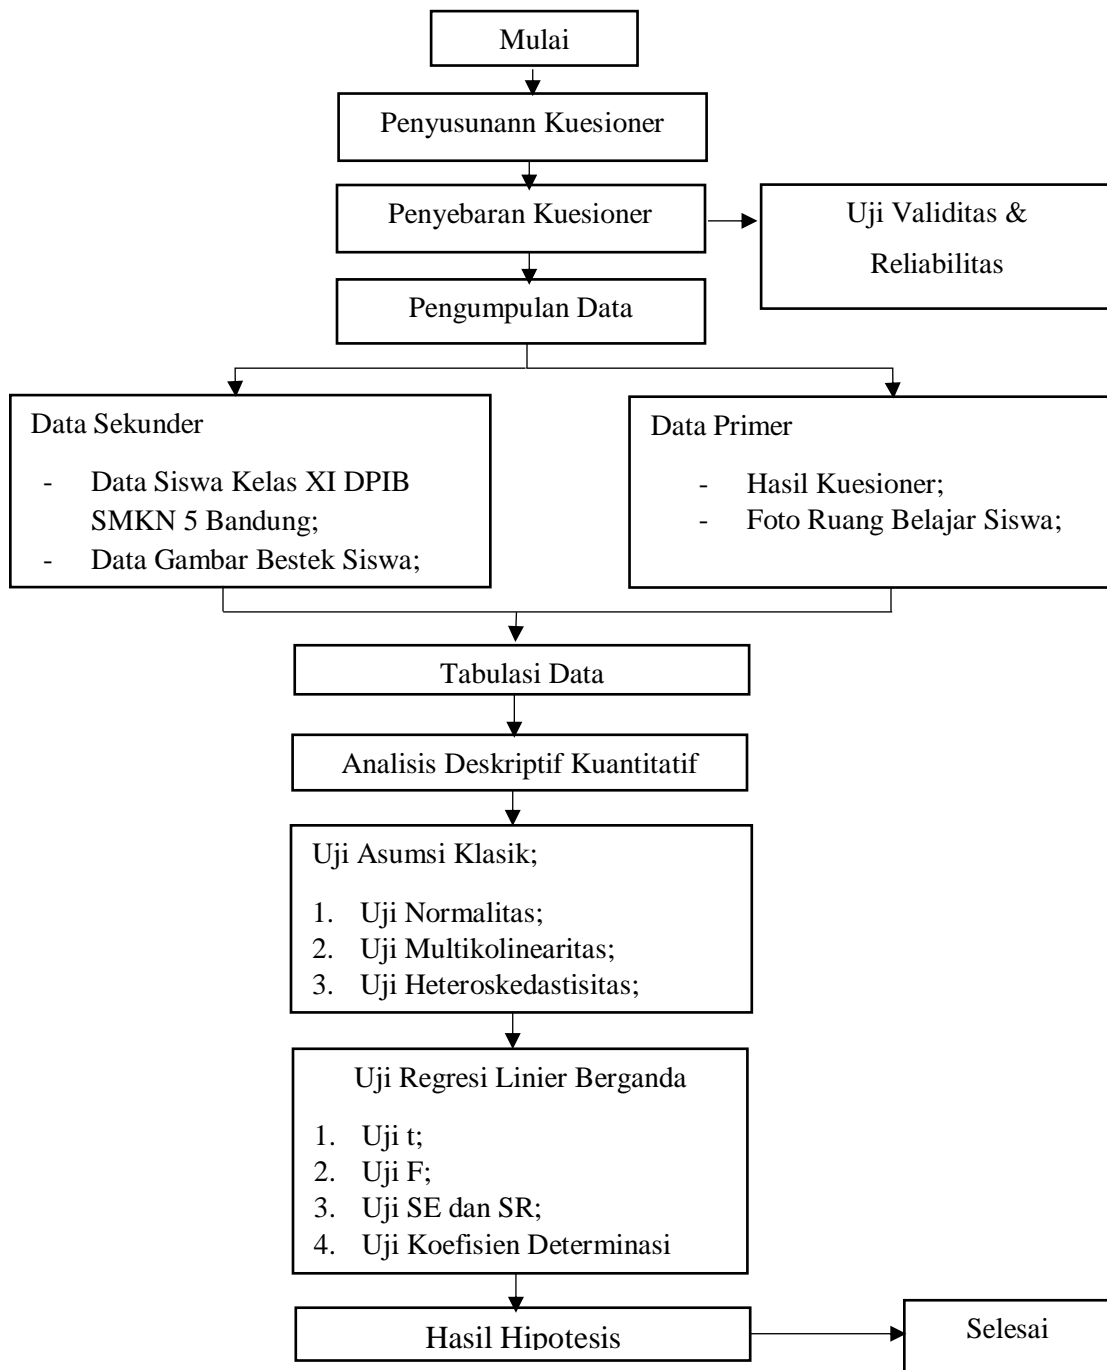 Mulai
Penyusunann Kuesioner
Penyebaran Kuesioner
Uji Validitas &
Reliabilitas
Pengumpulan Data
Data Sekunder
- Data Siswa Kelas XI DPIB
SMKN 5 Bandung;
- Data Gambar Bestek Siswa;
Data Primer
- Hasil Kuesioner;
- Foto Ruang Belajar Siswa;
Tabulasi Data
Analisis Deskriptif Kuantitatif
Uji Asumsi Klasik;
1. Uji Normalitas;
2. Uji Multikolinearitas;
3. Uji Heteroskedastisitas;
Uji Regresi Linier Berganda
1. Uji t;
2. Uji F;
3. Uji SE dan SR;
4. Uji Koefisien Determinasi
Hasil Hipotesis
Selesai